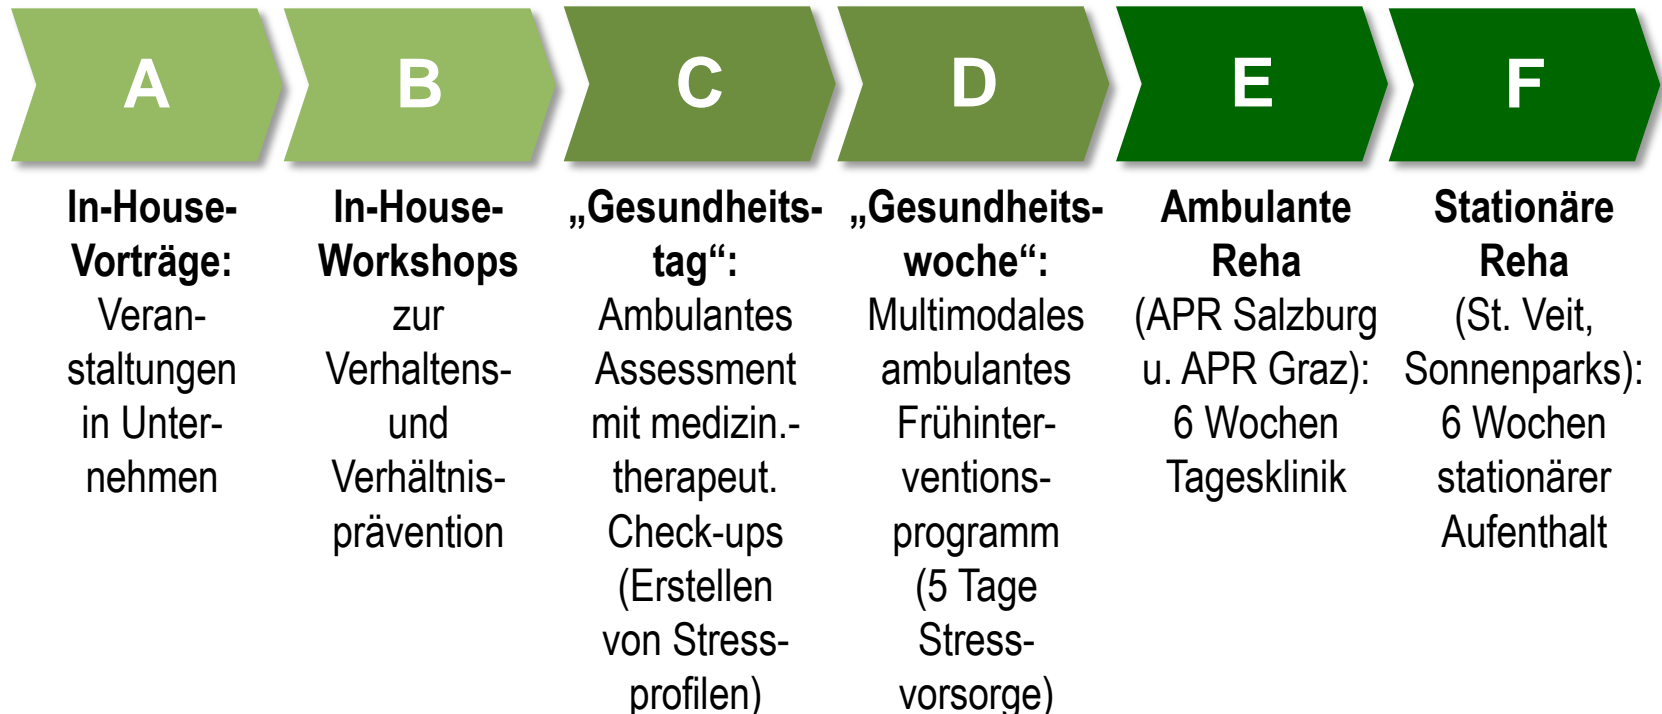 A
B
C
D
E
F
In-House-
Vorträge:
Veran-
staltungen
in Unter-
nehmen
In-House-
Workshops
zur
Verhaltens-
und
Verhältnis-
prävention
„Gesundheits-
tag“:
Ambulantes
Assessment
mit medizin.-
therapeut.
Check-ups
(Erstellen
von Stress-
profilen)
„Gesundheits-
woche“:
Multimodales
ambulantes
Frühinter-
ventions-
programm
(5 Tage
Stress-
vorsorge)
Ambulante
Reha
(APR Salzburg
u. APR Graz):
6 Wochen
Tagesklinik
Stationäre
Reha
(St. Veit,
Sonnenparks):
6 Wochen
stationärer
Aufenthalt